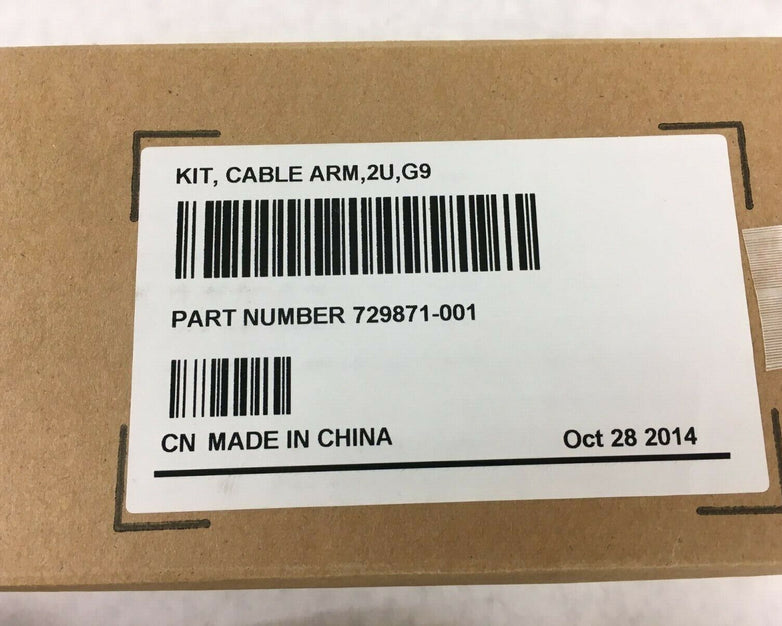 KIT, CABLE ARM,2U,G9
PART NUMBER 729871-001
CN MADE IN CHINA
Oct 28 2014